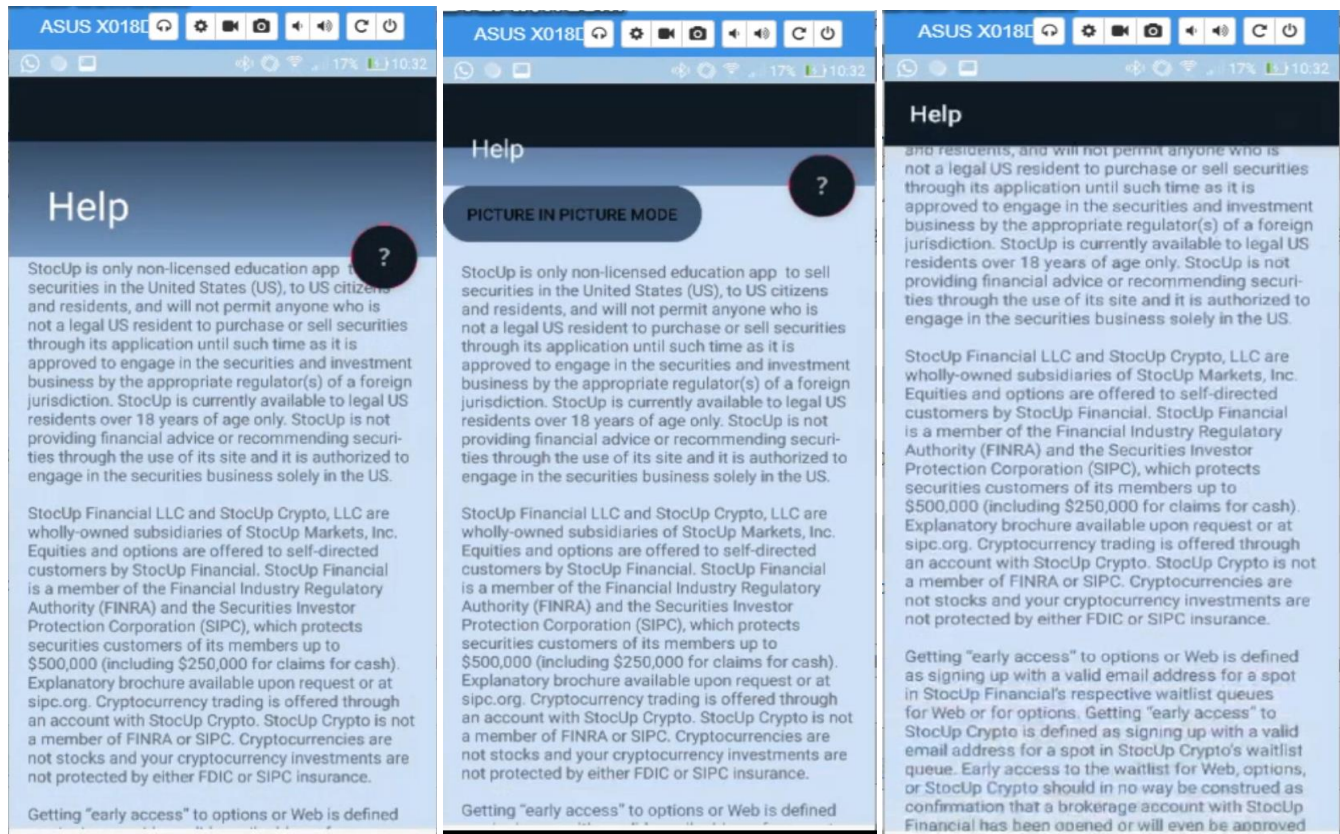 ASUS X018D
17% 10:32
Help
?
StocUp is only non-licensed education app
securities in the United States (US), to US citizens
and residents, and will not permit anyone who is
not a legal US resident to purchase or sell securities
through its application until such time as it is
approved to engage in the securities and investment
business by the appropriate regulator(s) of a foreign
jurisdiction. StocUp is currently available to legal US
residents over 18 years of age only. StocUp is not
providing financial advice or recommending securi-
ties through the use of its site and it is authorized to
engage in the securities business solely in the US.
StocUp Financial LLC and StocUp Crypto, LLC are
wholly-owned subsidiaries of StocUp Markets, Inc.
Equities and options are offered to self-directed
customers by StocUp Financial. StocUp Financial
is a member of the Financial Industry Regulatory
Authority (FINRA) and the Securities Investor
Protection Corporation (SIPC), which protects
securities customers of its members up to
$500,000 (including $250,000 for claims for cash).
Explanatory brochure available upon request or at
sipc.org. Cryptocurrency trading is offered through
an account with StocUp Crypto. StocUp Crypto is not
a member of FINRA or SIPC. Cryptocurrencies are
not stocks and your cryptocurrency investments are
not protected by either FDIC or SIPC insurance.
Getting “early access” to options or Web is defined
ASUS X018D
17% 10:32
Help
?
PICTURE IN PICTURE MODE
StocUp is only non-licensed education app to sell
securities in the United States (US), to US citizens
and residents, and will not permit anyone who is
not a legal US resident to purchase or sell securities
through its application until such time as it is
approved to engage in the securities and investment
business by the appropriate regulator(s) of a foreign
jurisdiction. StocUp is currently available to legal US
residents over 18 years of age only. StocUp is not
providing financial advice or recommending securi-
ties through the use of its site and it is authorized to
engage in the securities business solely in the US.
StocUp Financial LLC and StocUp Crypto, LLC are
wholly-owned subsidiaries of StocUp Markets, Inc.
Equities and options are offered to self-directed
customers by StocUp Financial. StocUp Financial
is a member of the Financial Industry Regulatory
Authority (FINRA) and the Securities Investor
Protection Corporation (SIPC), which protects
securities customers of its members up to
$500,000 (including $250,000 for claims for cash).
Explanatory brochure available upon request or at
sipc.org. Cryptocurrency trading is offered through
an account with StocUp Crypto. StocUp Crypto is not
a member of FINRA or SIPC. Cryptocurrencies are
not stocks and your cryptocurrency investments are
not protected by either FDIC or SIPC insurance.
Getting “early access” to options or Web is defined
ASUS X018D
17% 10:32
Help
and residents, and will not permit anyone who is
not a legal US resident to purchase or sell securities
through its application until such time as it is
approved to engage in the securities and investment
business by the appropriate regulator(s) of a foreign
jurisdiction. StocUp is currently available to legal US
residents over 18 years of age only. StocUp is not
providing financial advice or recommending securi-
ties through the use of its site and it is authorized to
engage in the securities business solely in the US.
StocUp Financial LLC and StocUp Crypto, LLC are
wholly-owned subsidiaries of StocUp Markets, Inc.
Equities and options are offered to self-directed
customers by StocUp Financial. StocUp Financial
is a member of the Financial Industry Regulatory
Authority (FINRA) and the Securities Investor
Protection Corporation (SIPC), which protects
securities customers of its members up to
$500,000 (including $250,000 for claims for cash).
Explanatory brochure available upon request or at
sipc.org. Cryptocurrency trading is offered through
an account with StocUp Crypto. StocUp Crypto is not
a member of FINRA or SIPC. Cryptocurrencies are
not stocks and your cryptocurrency investments are
not protected by either FDIC or SIPC insurance.
Getting “early access” to options or Web is defined
as signing up with a valid email address for a spot
in StocUp Financial’s respective waitlist queues
for Web or for options. Getting “early access” to
StocUp Crypto is defined as signing up with a valid
email address for a spot in StocUp Crypto’s waitlist
queue. Early access to the waitlist for Web, options,
or StocUp Crypto should in no way be construed as
confirmation that a brokerage account with StocUp
Financial has been opened or will even be approved